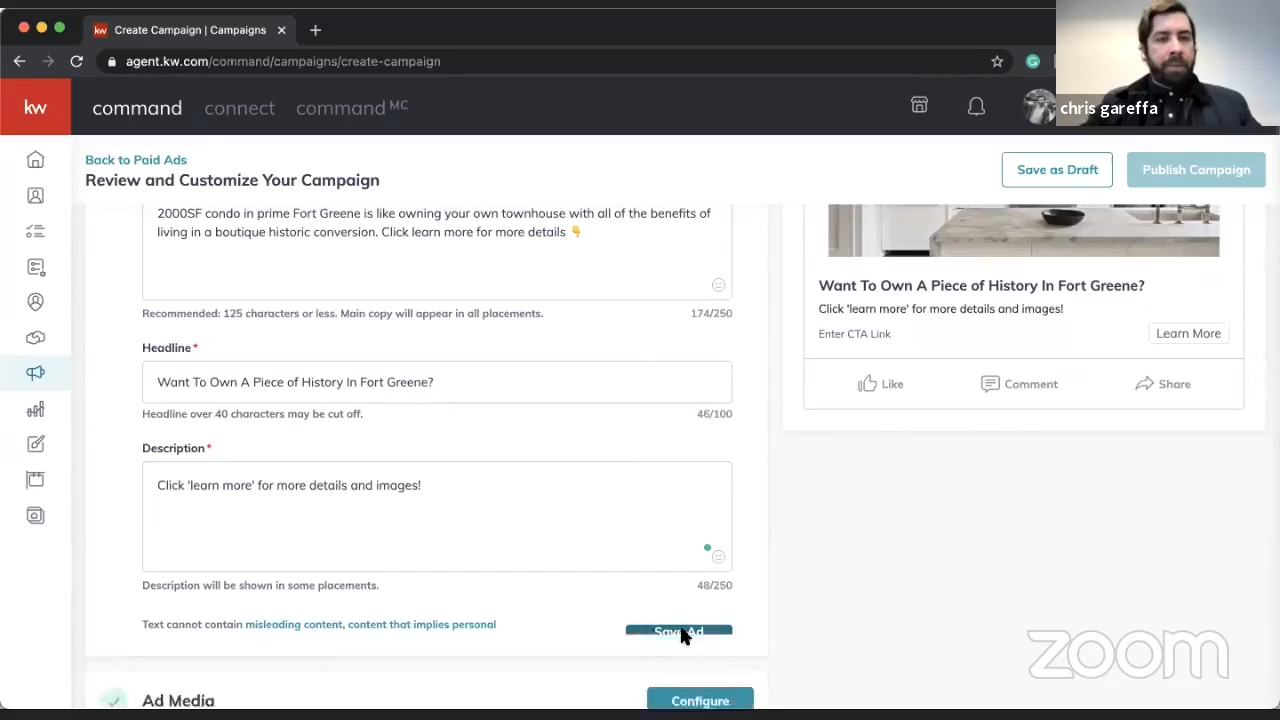 Create Campaign | Campaigns
agent.kw.com/command/campaigns/create-campaign
chris gareffa
kw
command
connect
command MC
Back to Paid Ads
Review and Customize Your Campaign
Save as Draft
Publish Campaign
2000SF condo in prime Fort Greene is like owning your own townhouse with all of the benefits of
living in a boutique historic conversion. Click learn more for more details 👇
Recommended: 125 characters or less. Main copy will appear in all placements.
174/250
Headline*
Want To Own A Piece of History In Fort Greene?
Headline over 40 characters may be cut off.
46/100
Description*
Click 'learn more' for more details and images!
Description will be shown in some placements.
48/250
Text cannot contain misleading content, content that implies personal
Save Ad
Ad Media
Configure
Want To Own A Piece of History In Fort Greene?
Click 'learn more' for more details and images!
Enter CTA Link
Learn More
Like
Comment
Share
zoom